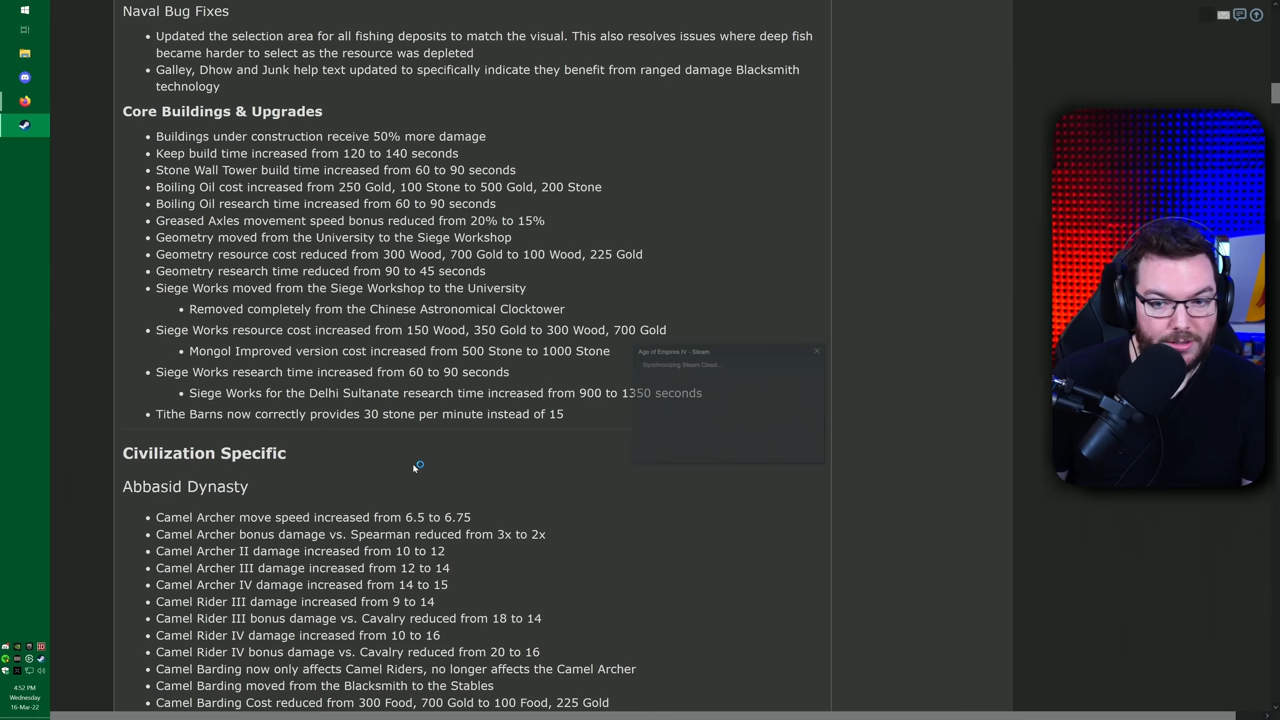 Naval Bug Fixes
• Updated the selection area for all fishing deposits to match the visual. This also resolves issues where deep fish
became harder to select as the resource was depleted
• Galley, Dhow and Junk help text updated to specifically indicate they benefit from ranged damage Blacksmith
technology
Core Buildings & Upgrades
• Buildings under construction receive 50% more damage
• Keep build time increased from 120 to 140 seconds
• Stone Wall Tower build time increased from 60 to 90 seconds
• Boiling Oil cost increased from 250 Gold, 100 Stone to 500 Gold, 200 Stone
• Boiling Oil research time increased from 60 to 90 seconds
• Greased Axles movement speed bonus reduced from 20% to 15%
• Geometry moved from the University to the Siege Workshop
• Geometry resource cost reduced from 300 Wood, 700 Gold to 100 Wood, 225 Gold
• Geometry research time reduced from 90 to 45 seconds
• Siege Works moved from the Siege Workshop to the University
• Removed completely from the Chinese Astronomical Clocktower
• Siege Works resource cost increased from 150 Wood, 350 Gold to 300 Wood, 700 Gold
• Mongol Improved version cost increased from 500 Stone to 1000 Stone
Age of Empires IV - Steam
Synchronizing Steam Cloud...
• Siege Works research time increased from 60 to 90 seconds
• Siege Works for the Delhi Sultanate research time increased from 900 to 1350 seconds
• Tithe Barns now correctly provides 30 stone per minute instead of 15
Civilization Specific
Abbasid Dynasty
• Camel Archer move speed increased from 6.5 to 6.75
• Camel Archer bonus damage vs. Spearman reduced from 3x to 2x
• Camel Archer II damage increased from 10 to 12
• Camel Archer III damage increased from 12 to 14
• Camel Archer IV damage increased from 14 to 15
• Camel Rider III damage increased from 9 to 14
• Camel Rider III bonus damage vs. Cavalry reduced from 18 to 14
• Camel Rider IV damage increased from 10 to 16
• Camel Rider IV bonus damage vs. Cavalry reduced from 20 to 16
• Camel Barding now only affects Camel Riders, no longer affects the Camel Archer
• Camel Barding moved from the Blacksmith to the Stables
• Camel Barding Cost reduced from 300 Food, 700 Gold to 100 Food, 225 Gold
4:52 PM
Wednesday
16-Mar-22